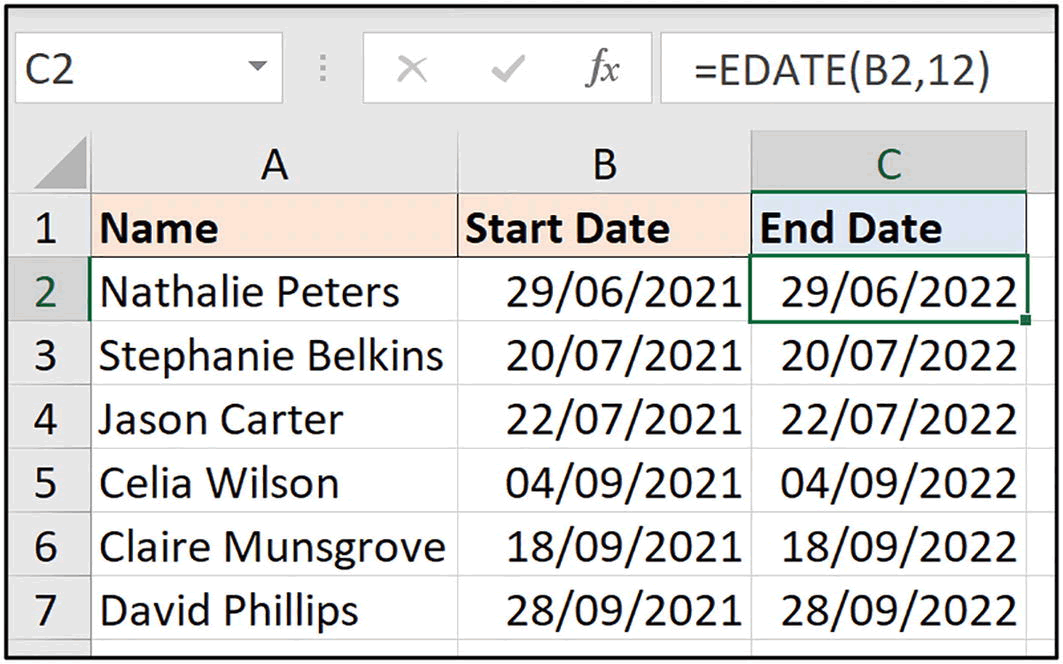 C2 fx =EDATE(B2,12)
A B C
1 Name Start Date End Date
2 Nathalie Peters 29/06/2021 29/06/2022
3 Stephanie Belkins 20/07/2021 20/07/2022
4 Jason Carter 22/07/2021 22/07/2022
5 Celia Wilson 04/09/2021 04/09/2022
6 Claire Munsgrove 18/09/2021 18/09/2022
7 David Phillips 28/09/2021 28/09/2022